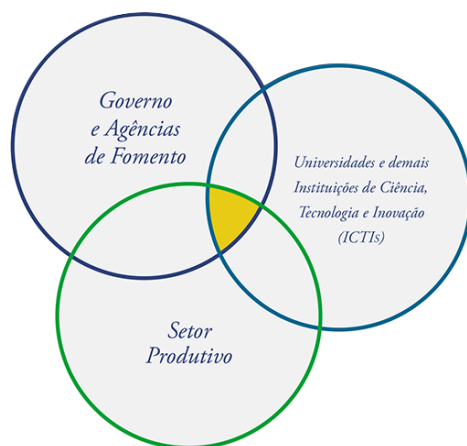 Governo
e Agências
de Fomento
Universidades e demais
Instituições de Ciência,
Tecnologia e Inovação
(ICTIs)
Setor
Produtivo